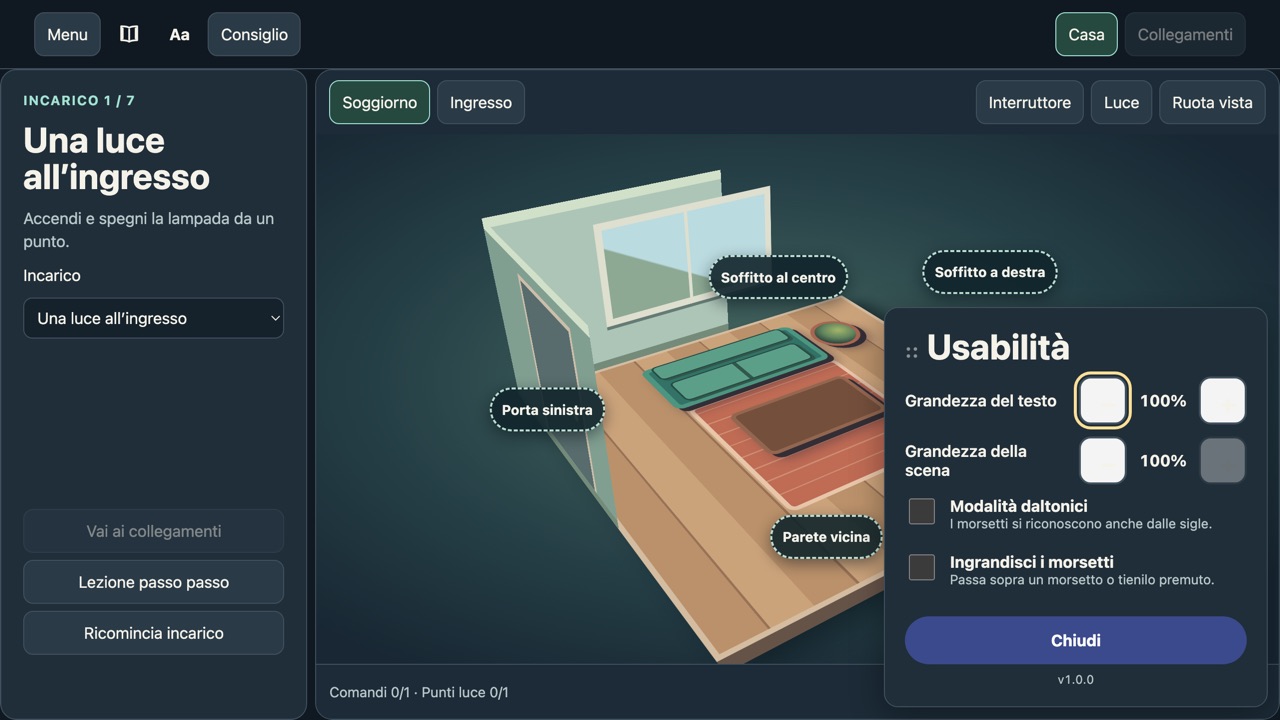 Menu
Aa
Consiglio
Casa
Collegamenti
INCARICO 1 / 7
Una luce
all’ingresso
Accendi e spegni la lampada da un
punto.
Incarico
Una luce all’ingresso
Vai ai collegamenti
Lezione passo passo
Ricomincia incarico
Soggiorno
Ingresso
Interruttore
Luce
Ruota vista
Soffitto al centro
Soffitto a destra
Porta sinistra
Parete vicina
Comandi 0/1 · Punti luce 0/1
Usabilità
Grandezza del testo
100%
Grandezza della
scena
100%
Modalità daltonici
I morsetti si riconoscono anche dalle sigle.
Ingrandisci i morsetti
Passa sopra un morsetto o tienilo premuto.
Chiudi
v1.0.0